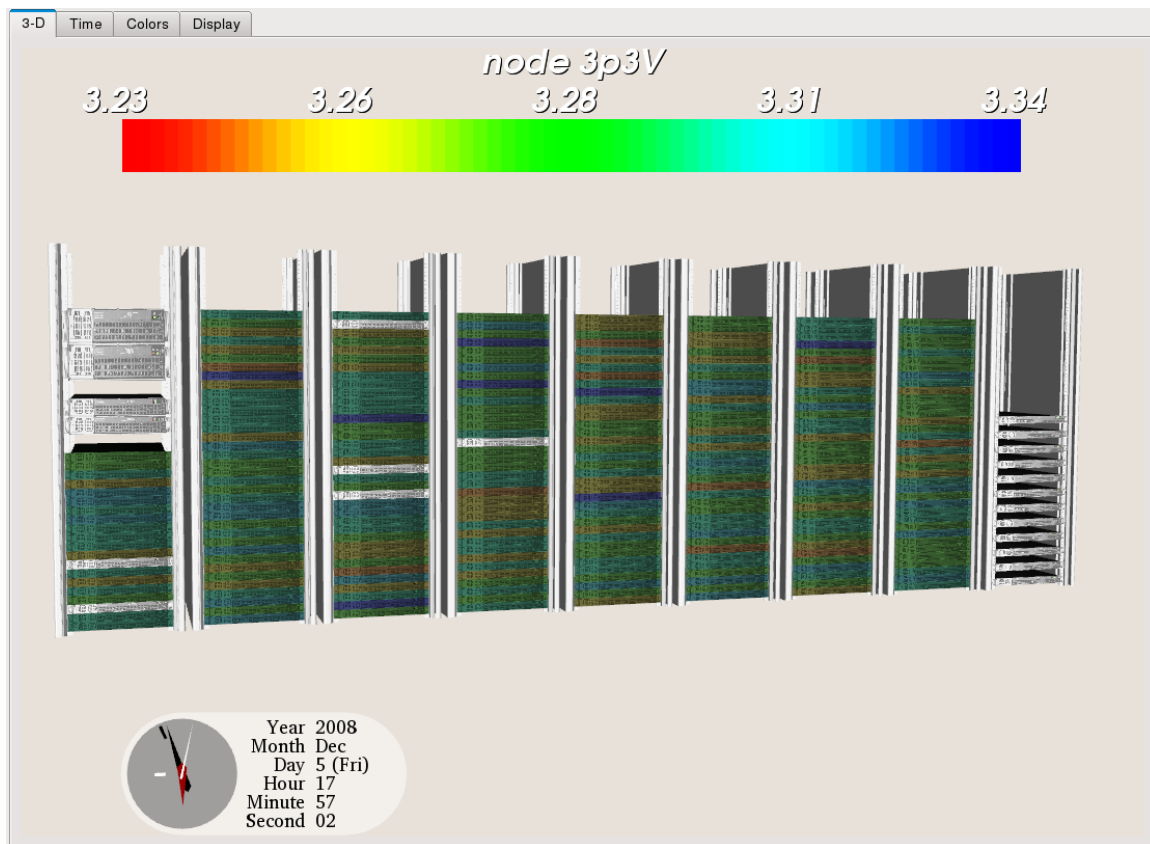 3-D Time Colors Display
node 3p3V
3.23 3.26 3.28 3.31 3.34
Year 2008
Month Dec
Day 5 (Fri)
Hour 17
Minute 57
Second 02